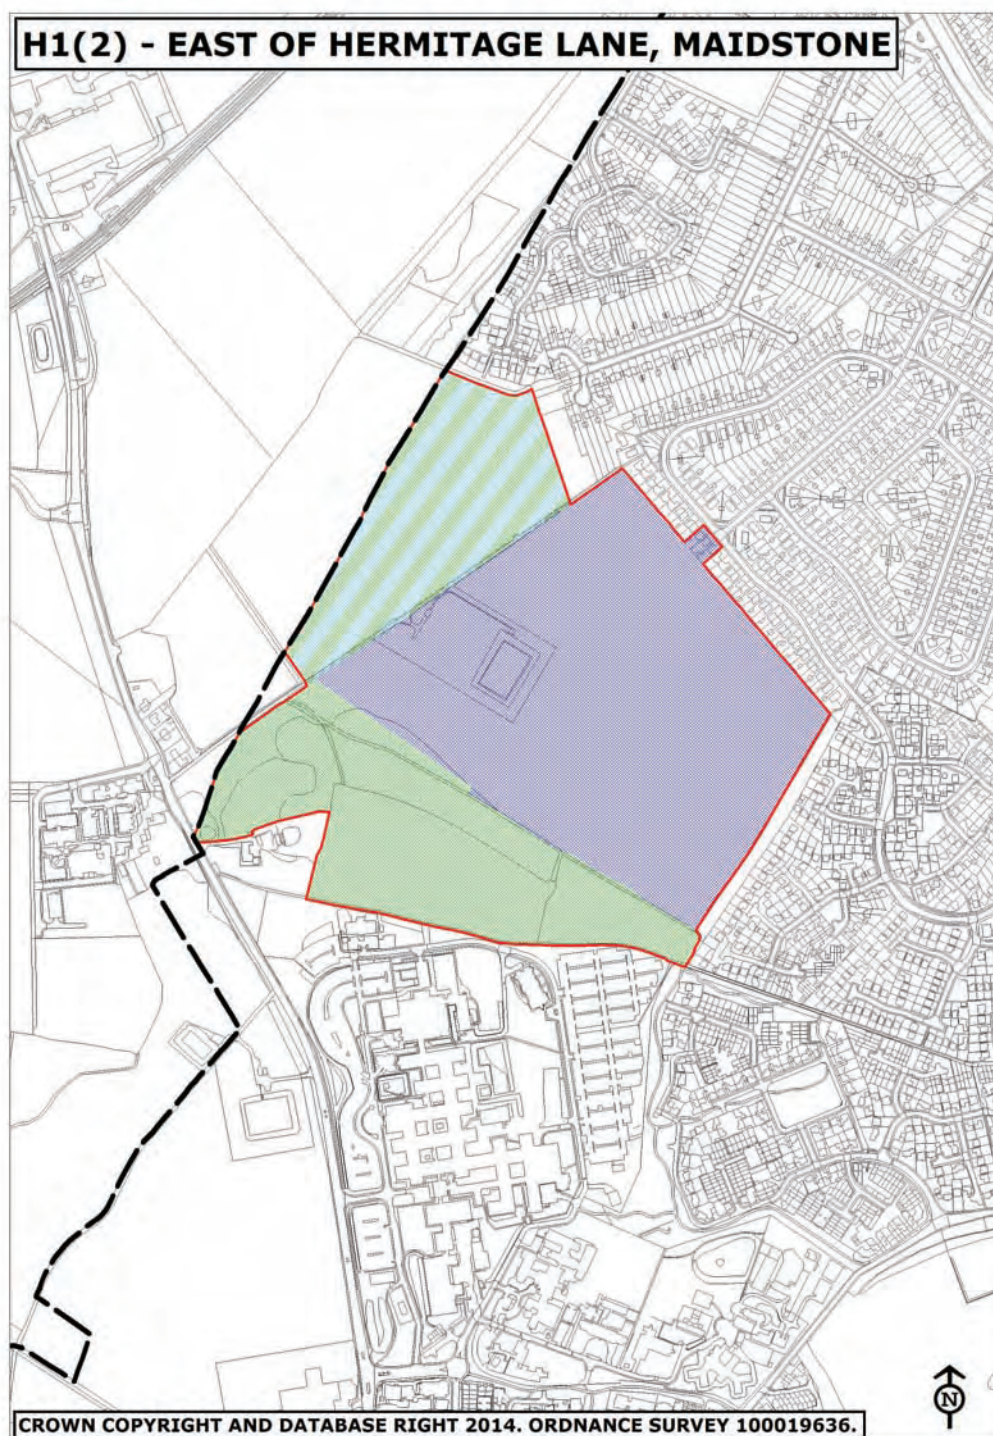 H1(2) - EAST OF HERMITAGE LANE, MAIDSTONE
N
CROWN COPYRIGHT AND DATABASE RIGHT 2014. ORDNANCE SURVEY 100019636.